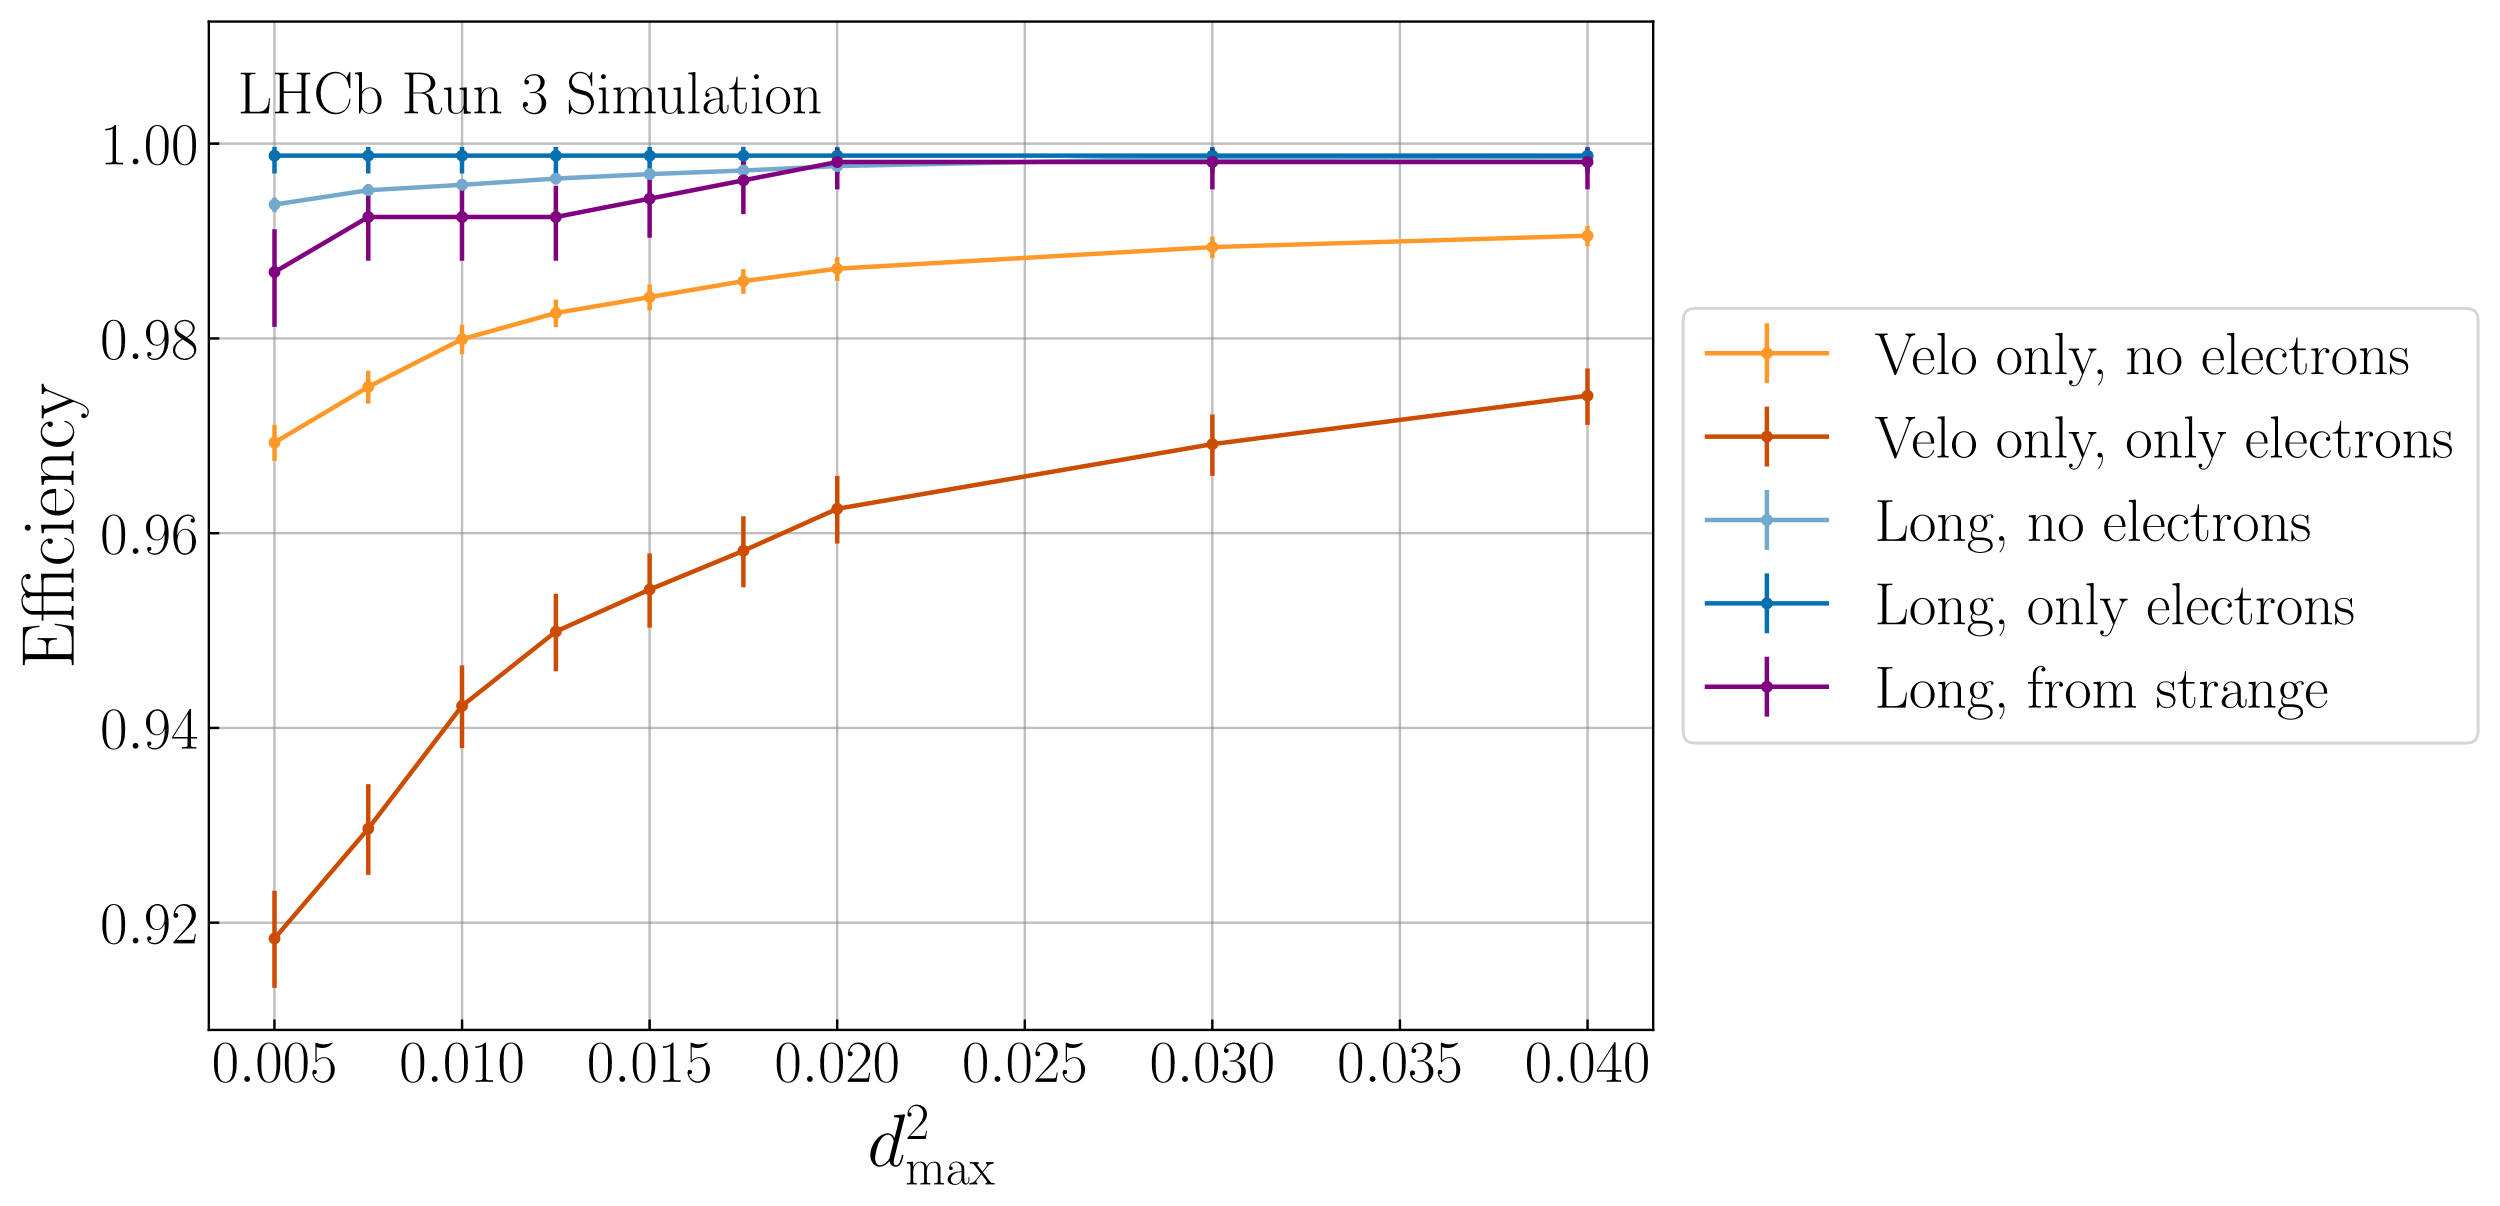 LHCb Run 3 Simulation
1.00
0.98
0.96
0.94
0.92
Efficiency
0.005 0.010 0.015 0.020 0.025 0.030 0.035 0.040
d²max
Velo only, no electrons
Velo only, only electrons
Long, no electrons
Long, only electrons
Long, from strange